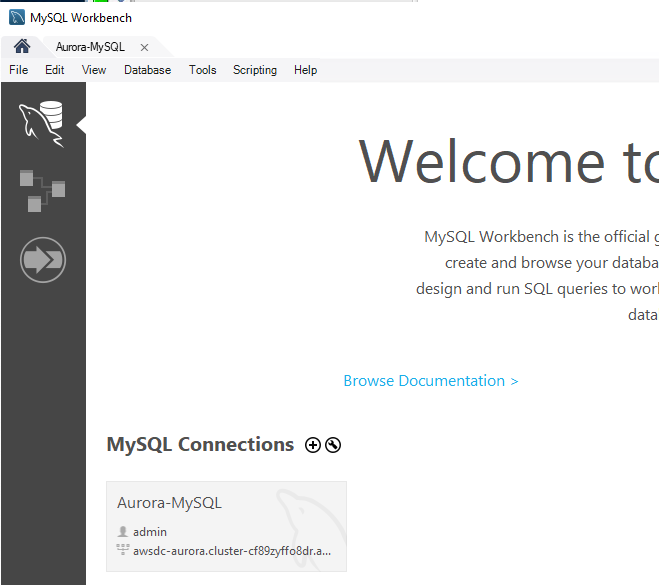 MySQL Workbench
Aurora-MySQL
File Edit View Database Tools Scripting Help
Welcome to
MySQL Workbench is the official g
create and browse your databa
design and run SQL queries to work
data
Browse Documentation >
MySQL Connections
Aurora-MySQL
admin
awsdc-aurora.cluster-cf89zyffo8dr.a...